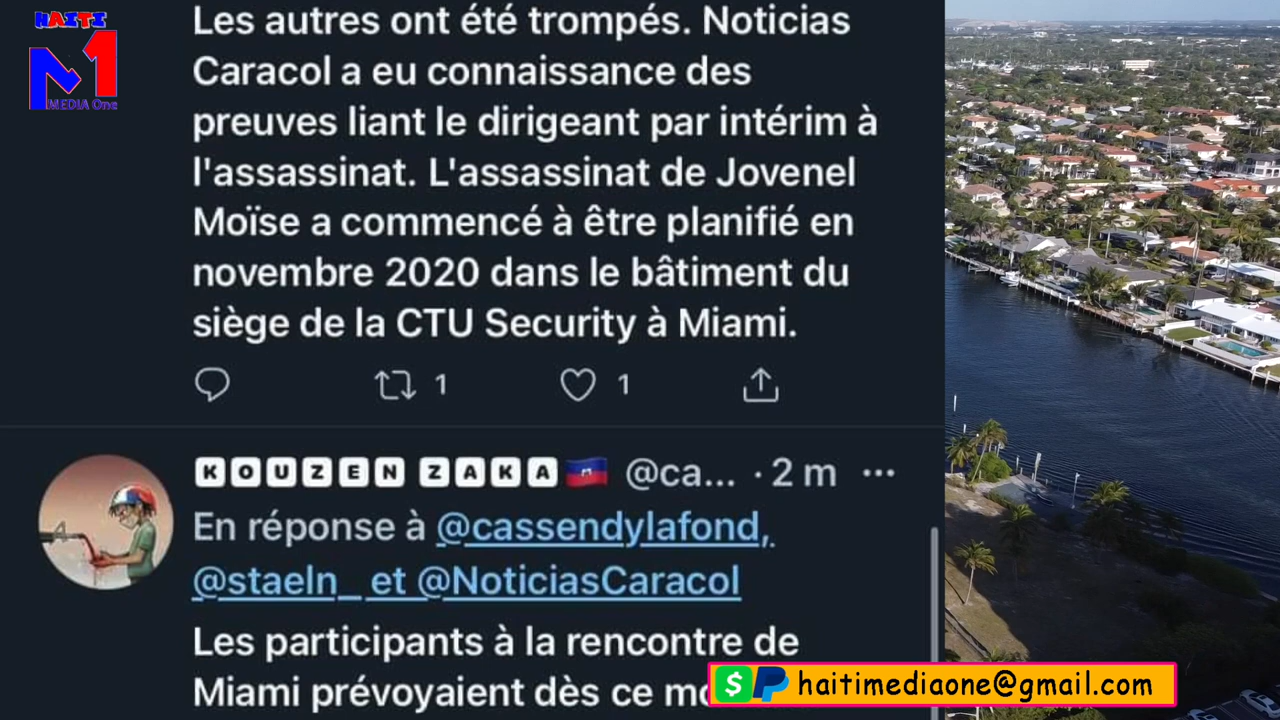 HAITI
M1
MEDIA One
Les autres ont été trompés. Noticias
Caracol a eu connaissance des
preuves liant le dirigeant par intérim à
l'assassinat. L'assassinat de Jovenel
Moïse a commencé à être planifié en
novembre 2020 dans le bâtiment du
siège de la CTU Security à Miami.
1 1
KOUZEN ZAKA @ca... · 2 m
En réponse à @cassendylafond,
@staeln_ et @NoticiasCaracol
Les participants à la rencontre de
Miami prévoyaient dès ce
$ haitimediaone@gmail.com